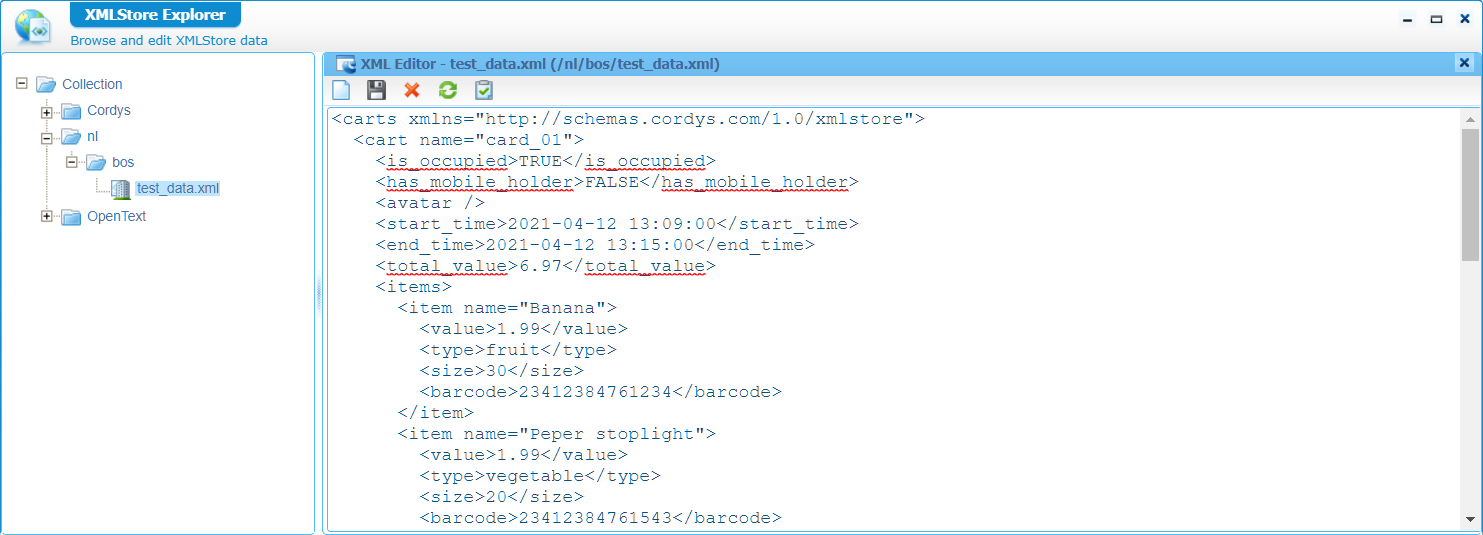 XMLStore Explorer
Browse and edit XMLStore data
Collection
Cordys
nl
bos
test_data.xml
OpenText
XML Editor - test_data.xml (/nl/bos/test_data.xml)
<carts xmlns="http://schemas.cordys.com/1.0/xmlstore">
  <cart name="card_01">
    <is_occupied>TRUE</is_occupied>
    <has_mobile_holder>FALSE</has_mobile_holder>
    <avatar />
    <start_time>2021-04-12 13:09:00</start_time>
    <end_time>2021-04-12 13:15:00</end_time>
    <total_value>6.97</total_value>
    <items>
      <item name="Banana">
        <value>1.99</value>
        <type>fruit</type>
        <size>30</size>
        <barcode>23412384761234</barcode>
      </item>
      <item name="Peper stoplight">
        <value>1.99</value>
        <type>vegetable</type>
        <size>20</size>
        <barcode>23412384761543</barcode>